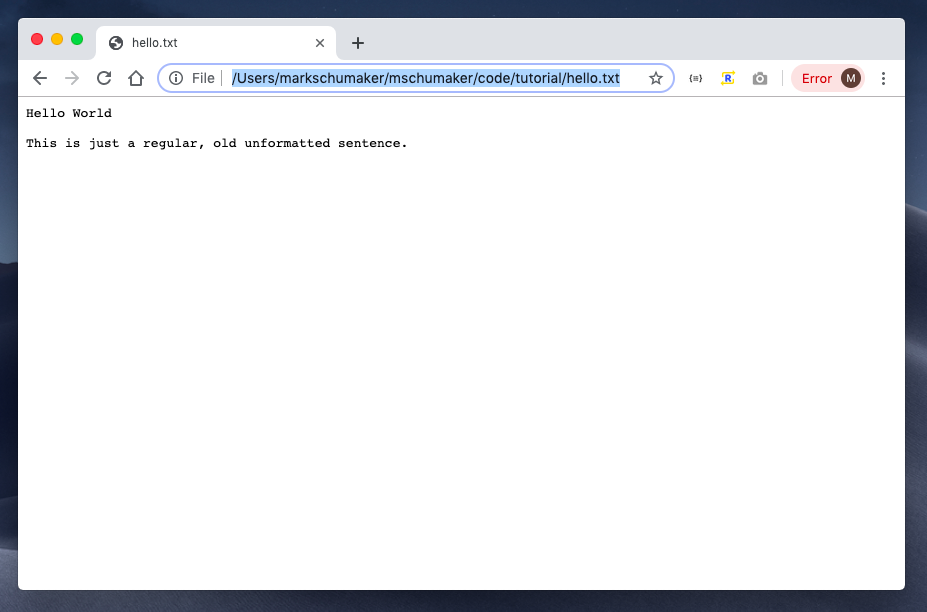 hello.txt
File
/Users/markschumaker/mschumaker/code/tutorial/hello.txt
{≡}
R
Error
M
Hello World
This is just a regular, old unformatted sentence.